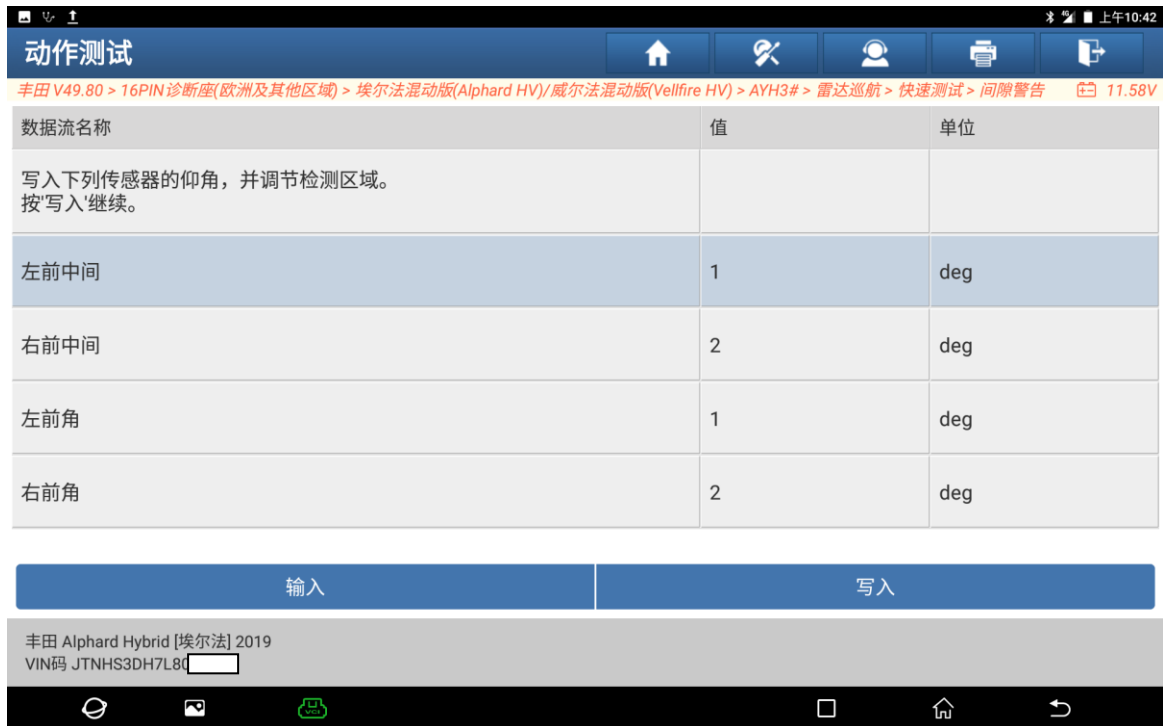 4G 上午10:42
动作测试
丰田 V49.80 > 16PIN诊断座(欧洲及其他区域) > 埃尔法混动版(Alphard HV)/威尔法混动版(Vellfire HV) > AYH3# > 雷达巡航 > 快速测试 > 间隙警告 11.58V
数据流名称 值 单位
写入下列传感器的仰角，并调节检测区域。
按'写入'继续。
左前中间 1 deg
右前中间 2 deg
左前角 1 deg
右前角 2 deg
输入 写入
丰田 Alphard Hybrid [埃尔法] 2019
VIN码 JTNHS3DH7L80
VCI